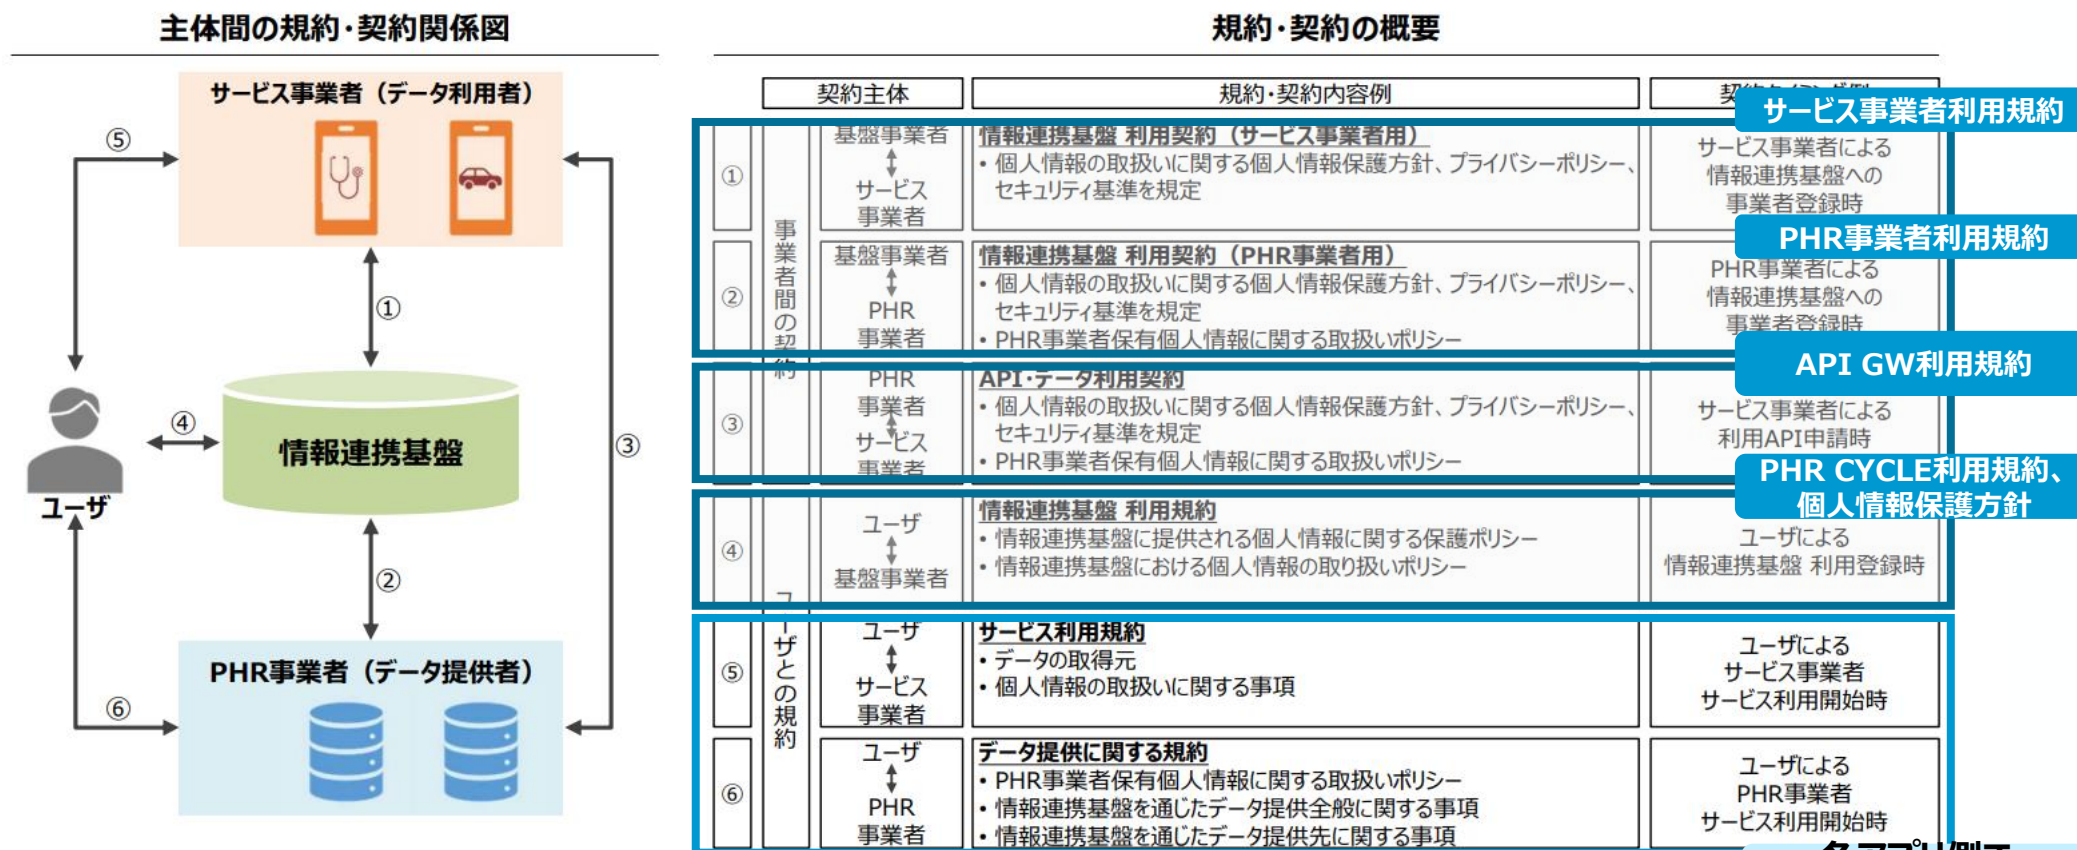 主体間の規約･契約関係図
サービス事業者（データ利用者）
⑤
①
④
情報連携基盤
③
ユーザ
②
PHR事業者（データ提供者）
⑥
規約･契約の概要
契約主体
規約･契約内容例
サービス事業者利用規約
事業者間の契約
①
基盤事業者
サービス
事業者
情報連携基盤 利用契約（サービス事業者用）
• 個人情報の取扱いに関する個人情報保護方針、プライバシーポリシー、
セキュリティ基準を規定
サービス事業者による
情報連携基盤への
事業者登録時
PHR事業者利用規約
②
基盤事業者
PHR
事業者
情報連携基盤 利用契約（PHR事業者用）
• 個人情報の取扱いに関する個人情報保護方針、プライバシーポリシー、
セキュリティ基準を規定
• PHR事業者保有個人情報に関する取扱いポリシー
PHR事業者による
情報連携基盤への
事業者登録時
API GW利用規約
③
PHR
事業者
サービス
事業者
API･データ利用契約
• 個人情報の取扱いに関する個人情報保護方針、プライバシーポリシー、
セキュリティ基準を規定
• PHR事業者保有個人情報に関する取扱いポリシー
サービス事業者による
利用API申請時
PHR CYCLE利用規約、
個人情報保護方針
ユーザとの規約
④
ユーザ
基盤事業者
情報連携基盤 利用規約
• 情報連携基盤に提供される個人情報に関する保護ポリシー
• 情報連携基盤における個人情報の取り扱いポリシー
ユーザによる
情報連携基盤 利用登録時
⑤
ユーザ
サービス
事業者
サービス利用規約
• データの取得元
• 個人情報の取扱いに関する事項
ユーザによる
サービス事業者
サービス利用開始時
⑥
ユーザ
PHR
事業者
データ提供に関する規約
• PHR事業者保有個人情報に関する取扱いポリシー
• 情報連携基盤を通じたデータ提供全般に関する事項
• 情報連携基盤を通じたデータ提供先に関する事項
ユーザによる
PHR事業者
サービス利用開始時
各アプリ側で